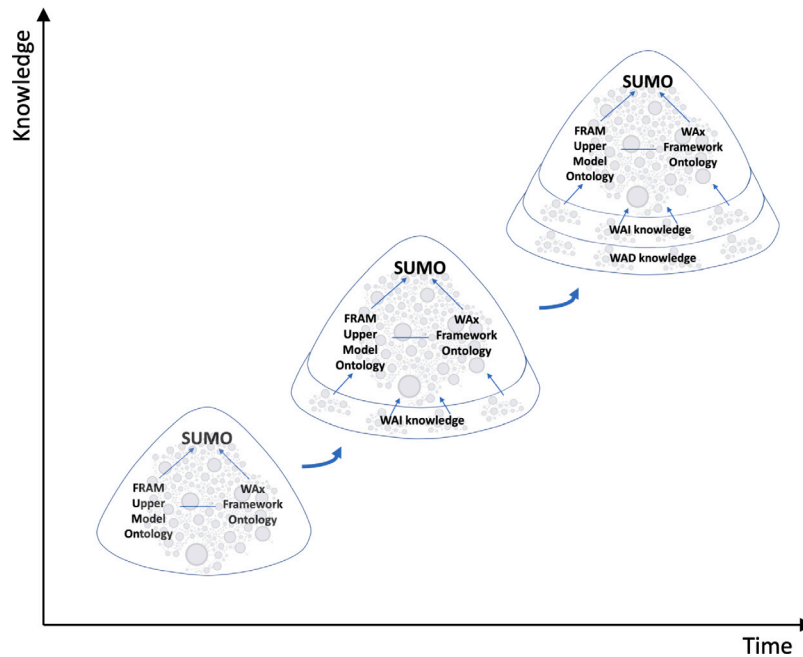 Knowledge
SUMO
FRAM
Upper
Model
Ontology
WAx
Framework
Ontology
WAI knowledge
WAD knowledge
SUMO
FRAM
Upper
Model
Ontology
WAx
Framework
Ontology
WAI knowledge
SUMO
FRAM
Upper
Model
Ontology
WAx
Framework
Ontology
Time